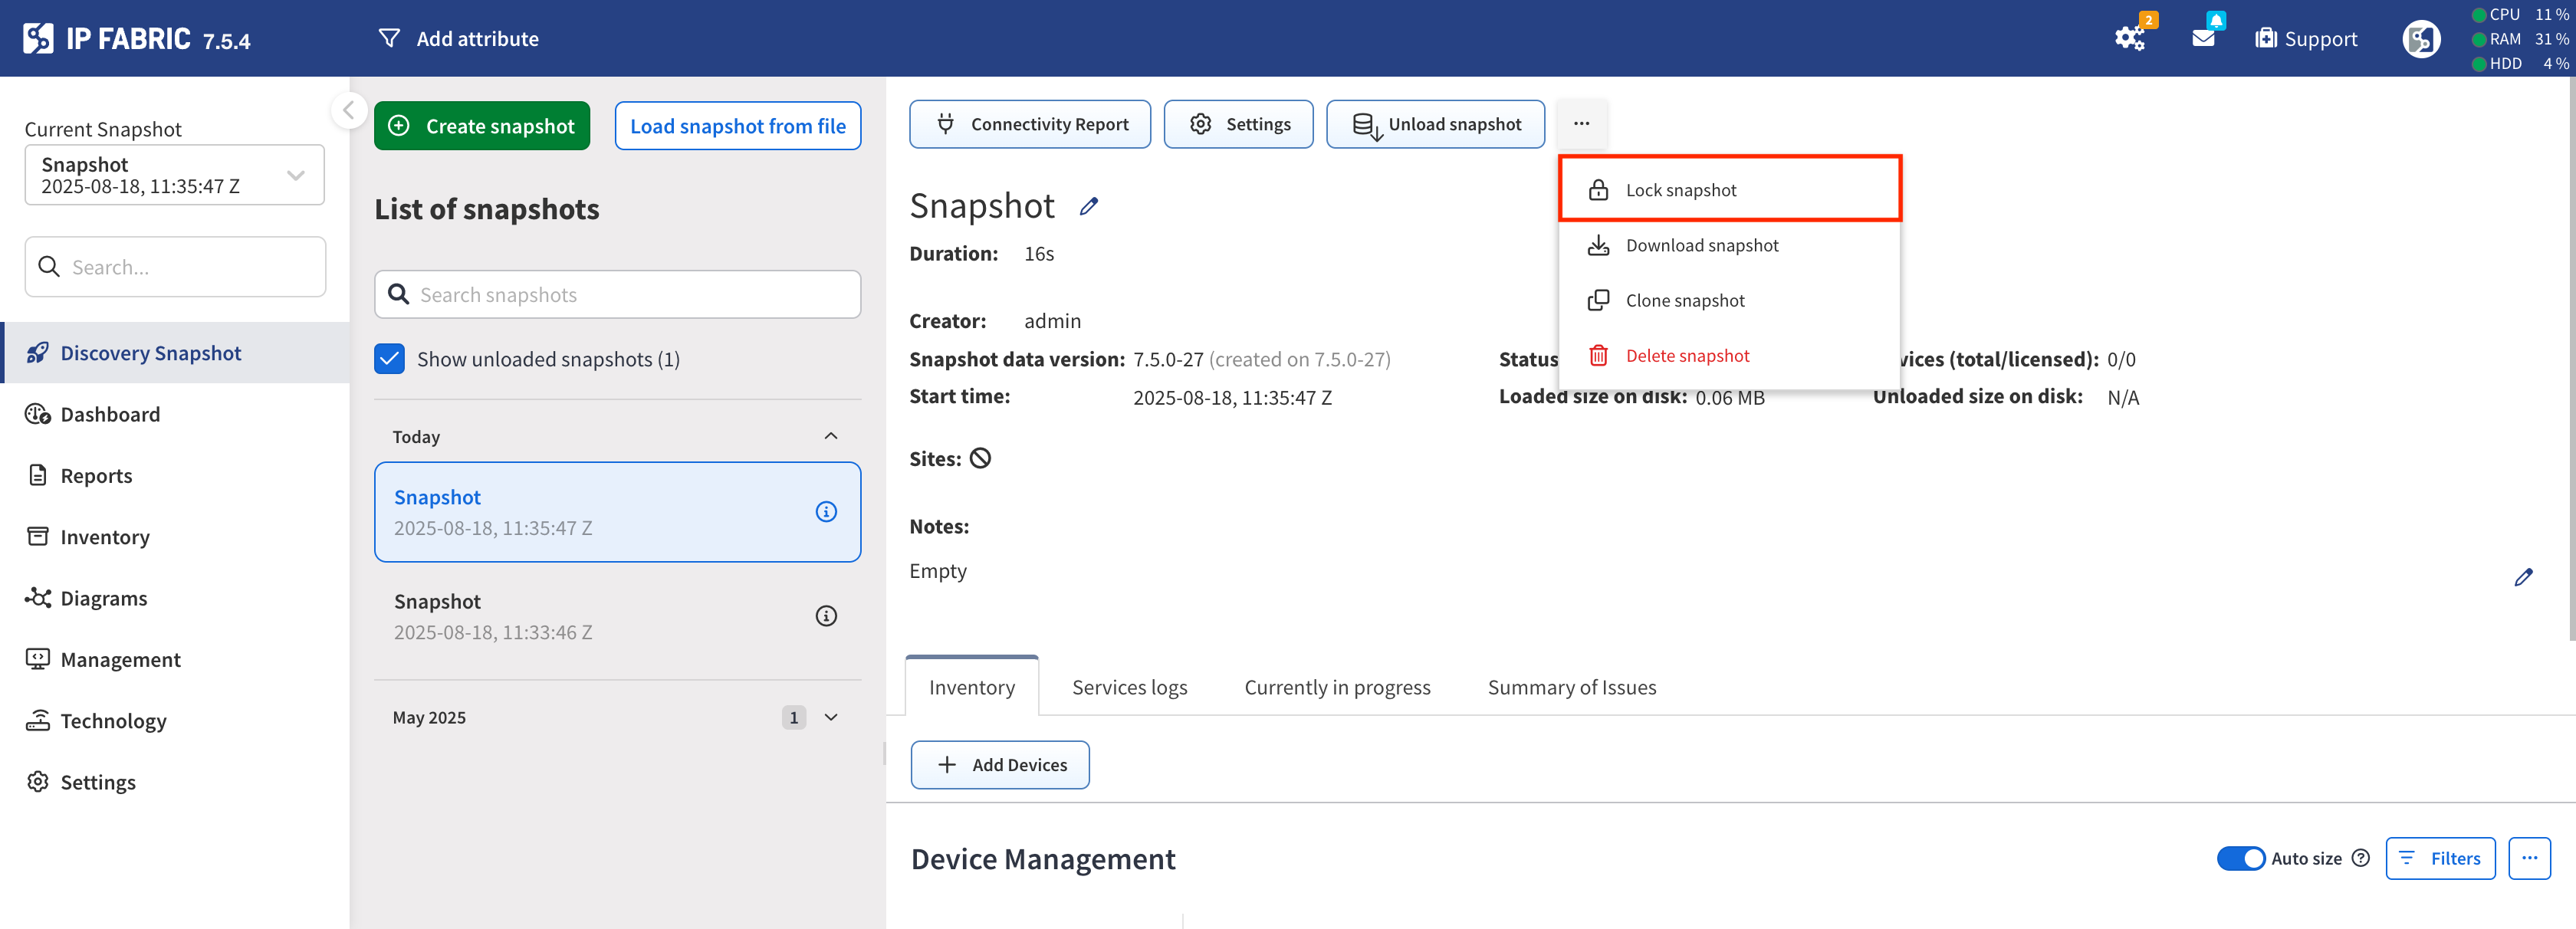 IP FABRIC 7.5.4
Add attribute
2
Support
CPU 11 %
RAM 31 %
HDD 4 %
Current Snapshot
Snapshot
2025-08-18, 11:35:47 Z
Search...
Discovery Snapshot
Dashboard
Reports
Inventory
Diagrams
Management
Technology
Settings
Create snapshot
Load snapshot from file
List of snapshots
Search snapshots
Show unloaded snapshots (1)
Today
Snapshot
2025-08-18, 11:35:47 Z
Snapshot
2025-08-18, 11:33:46 Z
May 2025 1
Connectivity Report
Settings
Unload snapshot
...
Lock snapshot
Download snapshot
Clone snapshot
Delete snapshot
Snapshot
Duration: 16s
Creator: admin
Snapshot data version: 7.5.0-27 (created on 7.5.0-27)
Status
vices (total/licensed): 0/0
Start time: 2025-08-18, 11:35:47 Z
Loaded size on disk: 0.06 MB
Unloaded size on disk: N/A
Sites:
Notes:
Empty
Inventory
Services logs
Currently in progress
Summary of Issues
Add Devices
Device Management
Auto size
Filters
...